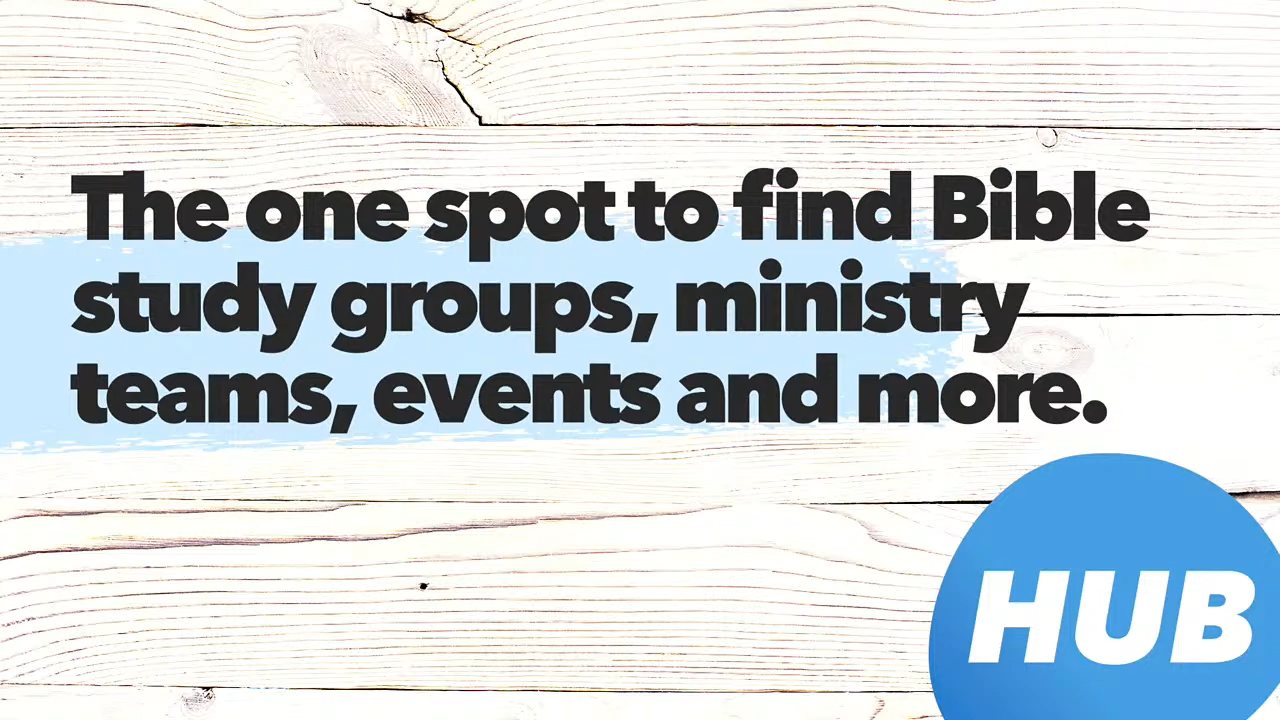 The one spot to find Bible
study groups, ministry
teams, events and more.
HUB